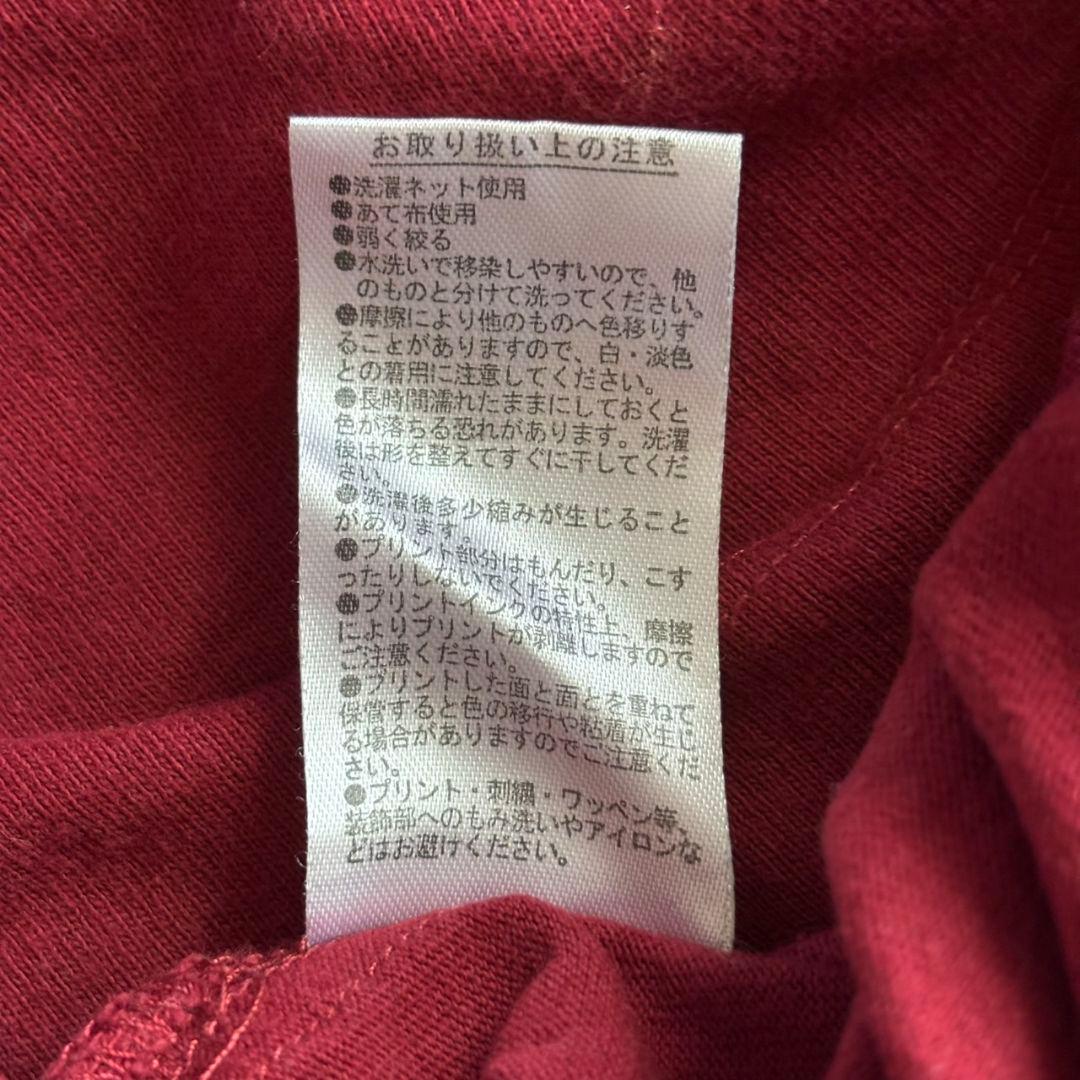 お取り扱い上の注意
●洗濯ネット使用
●あて布使用
●弱く絞る
●水洗いで移染しやすいので、他
のものと分けて洗ってください。
●摩擦により他のものへ色移りす
ることがありますので、白・淡色
との着用に注意してください。
●長時間濡れたままにしておくと
色が落ちる恐れがあります。洗濯
後は形を整えてすぐに干してくだ
さい。
●洗濯後多少縮みが生じること
があります。
●プリント部分はもんだり、こす
ったりしないでください。
●プリントインクの特性上、摩擦
によりプリントが剥離しますので
ご注意ください。
●プリントした面と面とを重ねて
保管すると色の移行や粘着が生じ
る場合がありますのでご注意くだ
さい。
●プリント・刺繍・ワッペン等、
装飾部へのもみ洗いやアイロンな
どはお避けください。